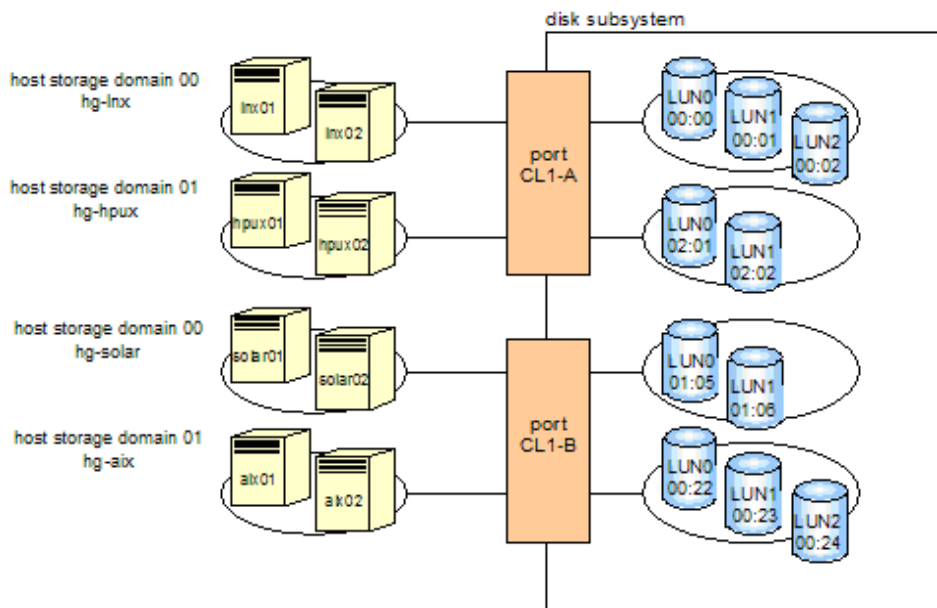 disk subsystem
host storage domain 00
hg-lnx
lnx01
lnx02
port
CL1-A
LUN0
00:00
LUN1
00:01
LUN2
00:02
host storage domain 01
hg-hpux
hpux01
hpux02
LUN0
02:01
LUN1
02:02
host storage domain 00
hg-solar
solar01
solar02
port
CL1-B
LUN0
01:05
LUN1
01:06
host storage domain 01
hg-aix
aix01
aix02
LUN0
00:22
LUN1
00:23
LUN2
00:24